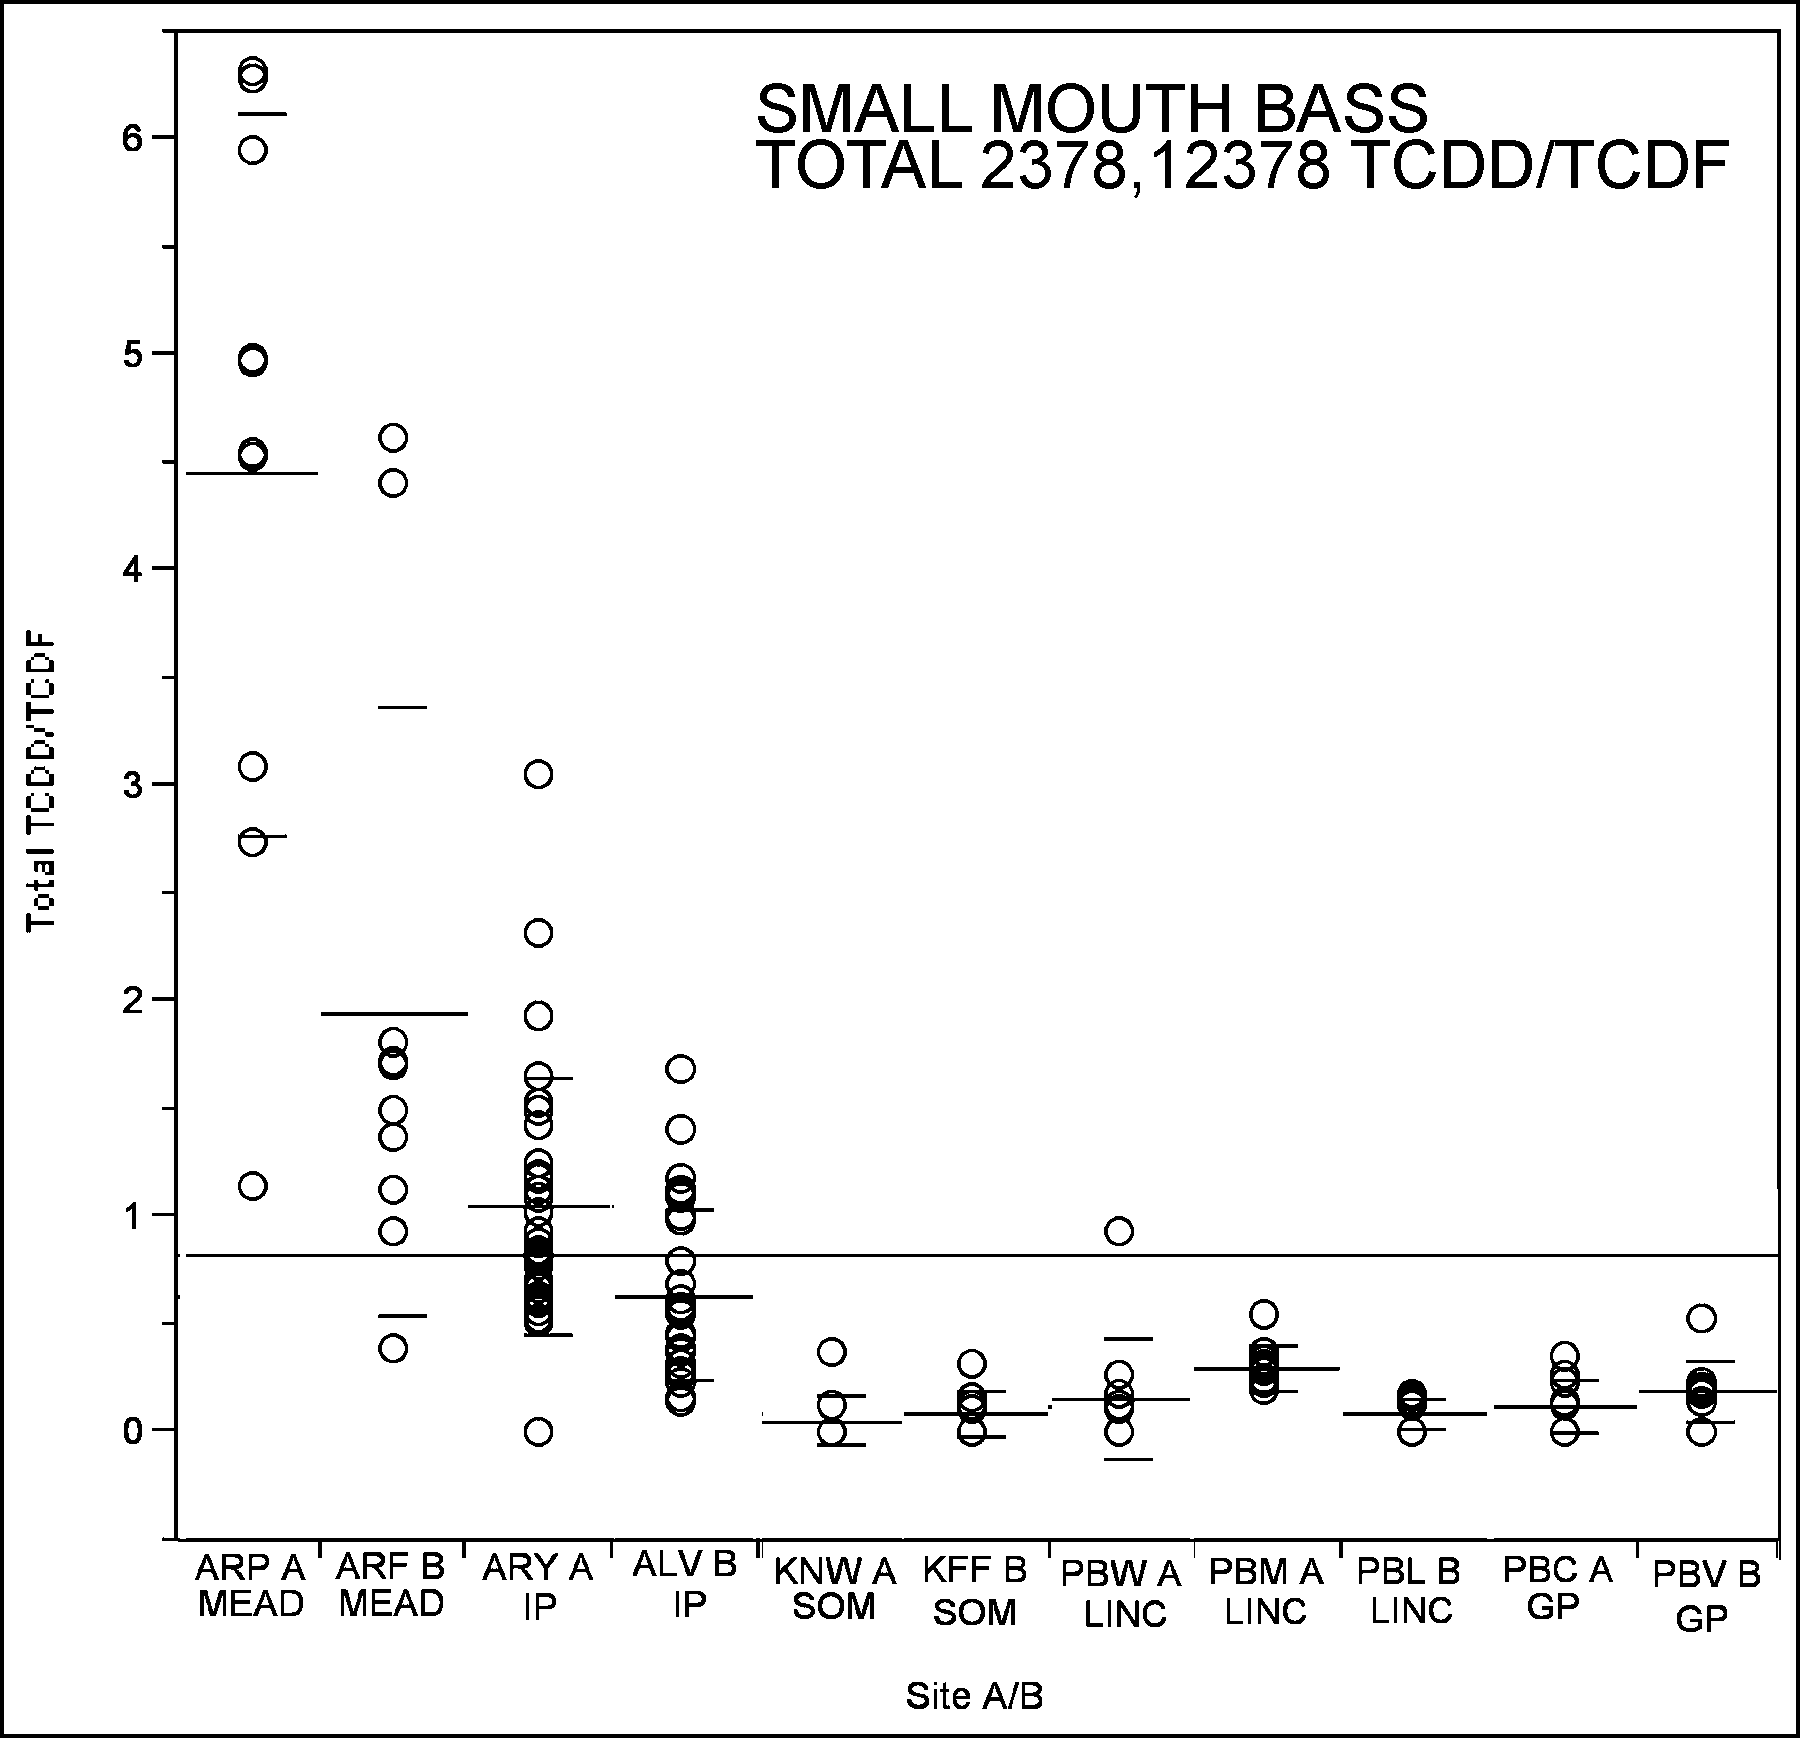 SMALL MOUTH BASS
TOTAL 2378,12378 TCDD/TCDF
Total TCDD/TCDF
6
5
4
3
2
1
0
ARP A
MEAD
ARF B
MEAD
ARY A
IP
ALV B
IP
KNW A
SOM
KFF B
SOM
PBW A
LINC
PBM A
LINC
PBL B
LINC
PBC A
GP
PBV B
GP
Site A/B